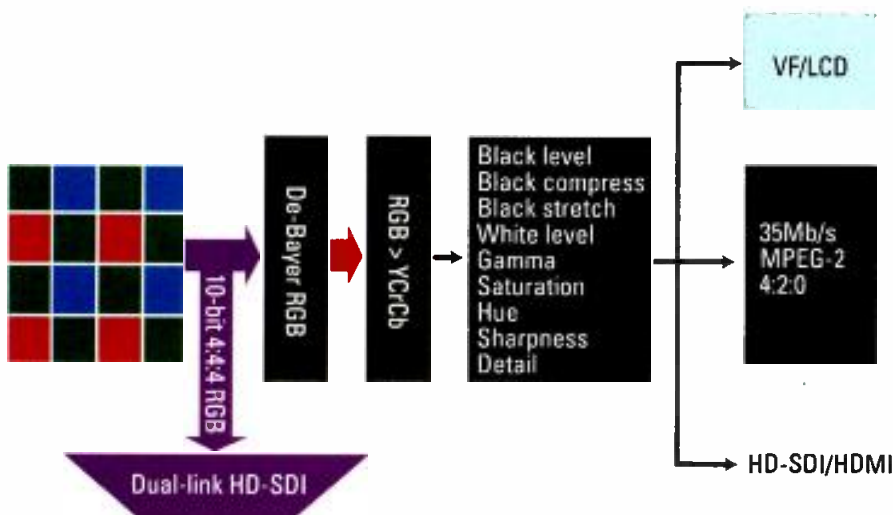 VF/LCD
De-Bayer RGB
RGB > YCrCb
Black level
Black compress
Black stretch
White level
Gamma
Saturation
Hue
Sharpness
Detail
35Mb/s
MPEG-2
4:2:0
10-bit 4:4:4 RGB
Dual-link HD-SDI
HD-SDI/HDMI